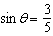 sin θ = 3/5